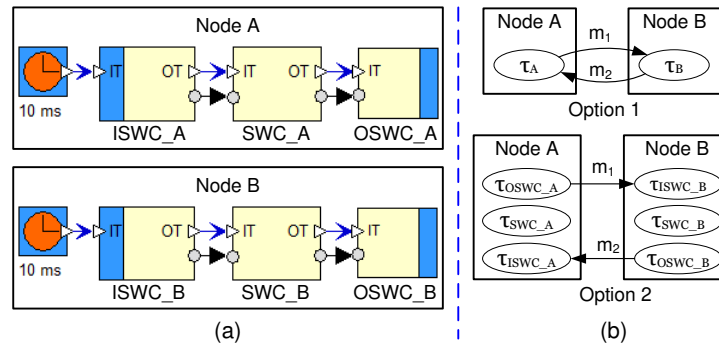 Node A
IT OT IT OT IT
10 ms
ISWC_A SWC_A OSWC_A
Node B
IT OT IT OT IT
10 ms
ISWC_B SWC_B OSWC_B
(a)
Node A Node B
m1
τA τB
m2
Option 1
Node A Node B
τOSWC_A m1 τISWC_B
τSWC_A τSWC_B
τISWC_A m2 τOSWC_B
Option 2
(b)